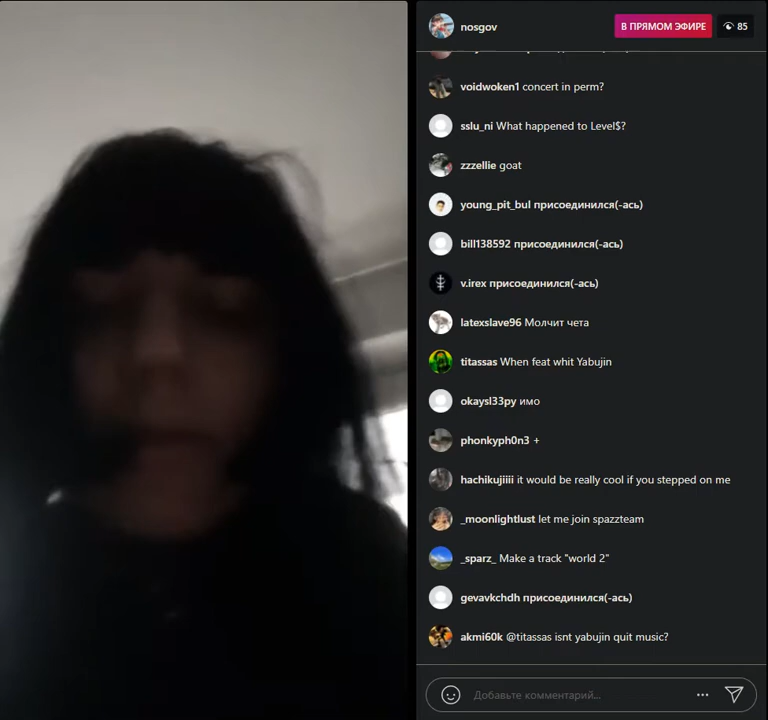 nosgov
В ПРЯМОМ ЭФИРЕ
85
voidwoken1 concert in perm?
sslu_ni What happened to Level$?
zzzellie goat
young_pit_bul присоединился(-ась)
bill138592 присоединился(-ась)
v.irex присоединился(-ась)
latexslave96 Молчит чета
titassas When feat whit Yabujin
okaysl33py имо
phonkyph0n3 +
hachikujiiii it would be really cool if you stepped on me
_moonlightlust let me join spazzteam
_sparz_ Make a track "world 2"
gevavkchdh присоединился(-ась)
akmi60k @titassas isnt yabujin quit music?
Добавьте комментарий...